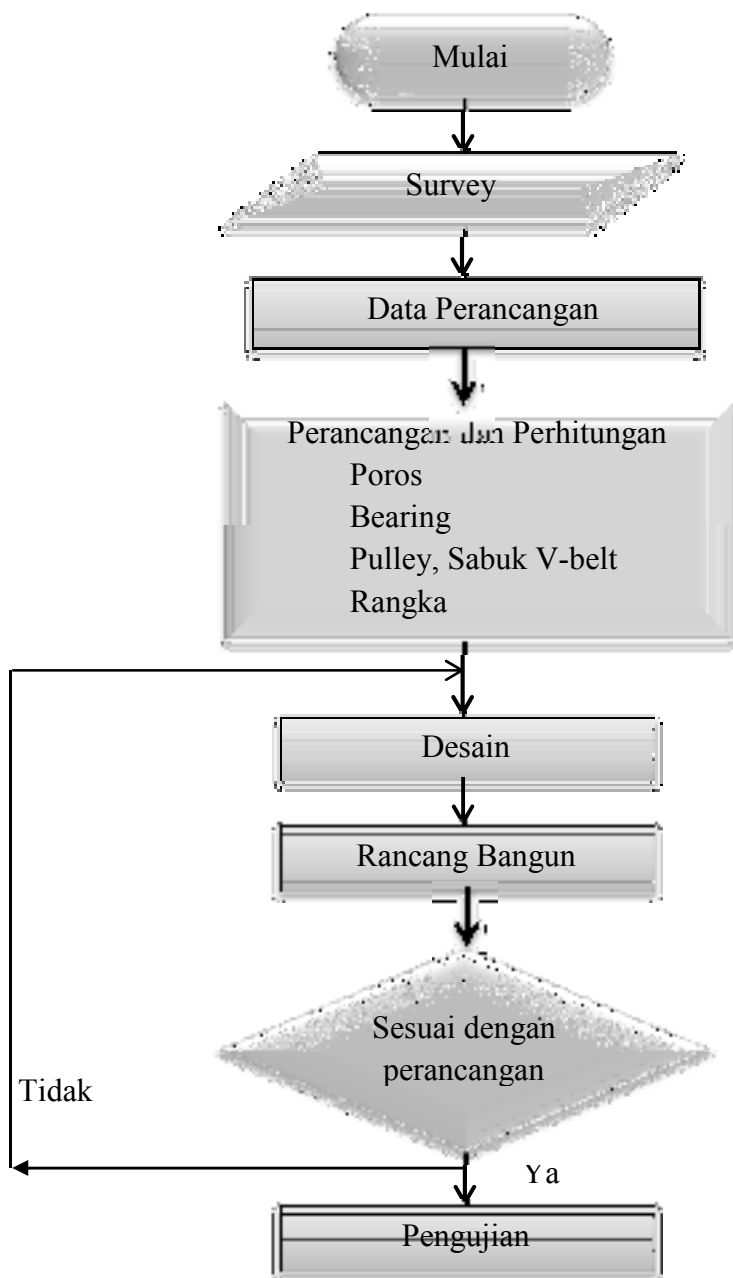 Mulai
Survey
Data Perancangan
Perancangan dan Perhitungan
Poros
Bearing
Pulley, Sabuk V-belt
Rangka
Desain
Rancang Bangun
Sesuai dengan
perancangan
Tidak
Ya
Pengujian